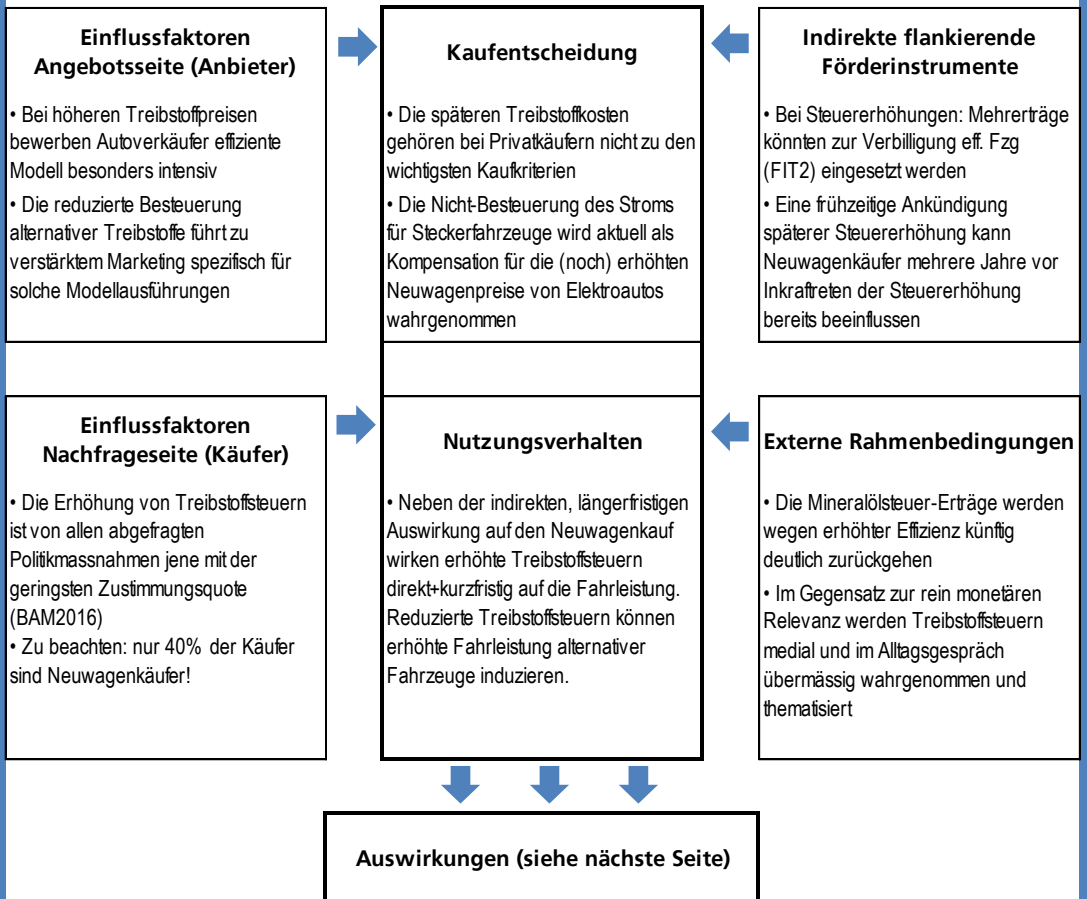 Einflussfaktoren
Angebotsseite (Anbieter)
• Bei höheren Treibstoffpreisen
bewerben Autoverkäufer effiziente
Modell besonders intensiv
• Die reduzierte Besteuerung
alternativer Treibstoffe führt zu
verstärktem Marketing spezifisch für
solche Modellausführungen
Kaufentscheidung
• Die späteren Treibstoffkosten
gehören bei Privatkäufern nicht zu den
wichtigsten Kaufkriterien
• Die Nicht-Besteuerung des Stroms
für Steckerfahrzeuge wird aktuell als
Kompensation für die (noch) erhöhten
Neuwagenpreise von Elektroautos
wahrgenommen
Indirekte flankierende
Förderinstrumente
• Bei Steuererhöhungen: Mehrerträge
könnten zur Verbilligung eff. Fzg
(FIT2) eingesetzt werden
• Eine frühzeitige Ankündigung
späterer Steuererhöhung kann
Neuwagenkäufer mehrere Jahre vor
Inkraftreten der Steuererhöhung
bereits beeinflussen
Einflussfaktoren
Nachfrageseite (Käufer)
• Die Erhöhung von Treibstoffsteuern
ist von allen abgefragten
Politikmassnahmen jene mit der
geringsten Zustimmungsquote
(BAM2016)
• Zu beachten: nur 40% der Käufer
sind Neuwagenkäufer!
Nutzungsverhalten
• Neben der indirekten, längerfristigen
Auswirkung auf den Neuwagenkauf
wirken erhöhte Treibstoffsteuern
direkt+kurzfristig auf die Fahrleistung.
Reduzierte Treibstoffsteuern können
erhöhte Fahrleistung alternativer
Fahrzeuge induzieren.
Externe Rahmenbedingungen
• Die Mineralölsteuer-Erträge werden
wegen erhöhter Effizienz künftig
deutlich zurückgehen
• Im Gegensatz zur rein monetären
Relevanz werden Treibstoffsteuern
medial und im Alltagsgespräch
übermässig wahrgenommen und
thematisiert
Auswirkungen (siehe nächste Seite)